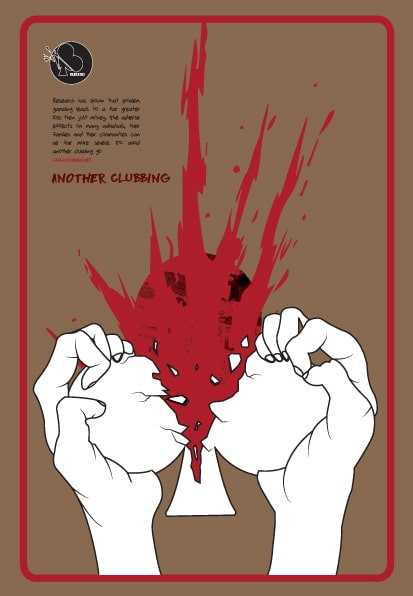 Research has shown that problem
gambling leads to a far greater
loss than just money, the adverse
effects on many individuals, their
families and their communities can
be far more severe. to avoid
another clubbing go
ANOTHER CLUBBING